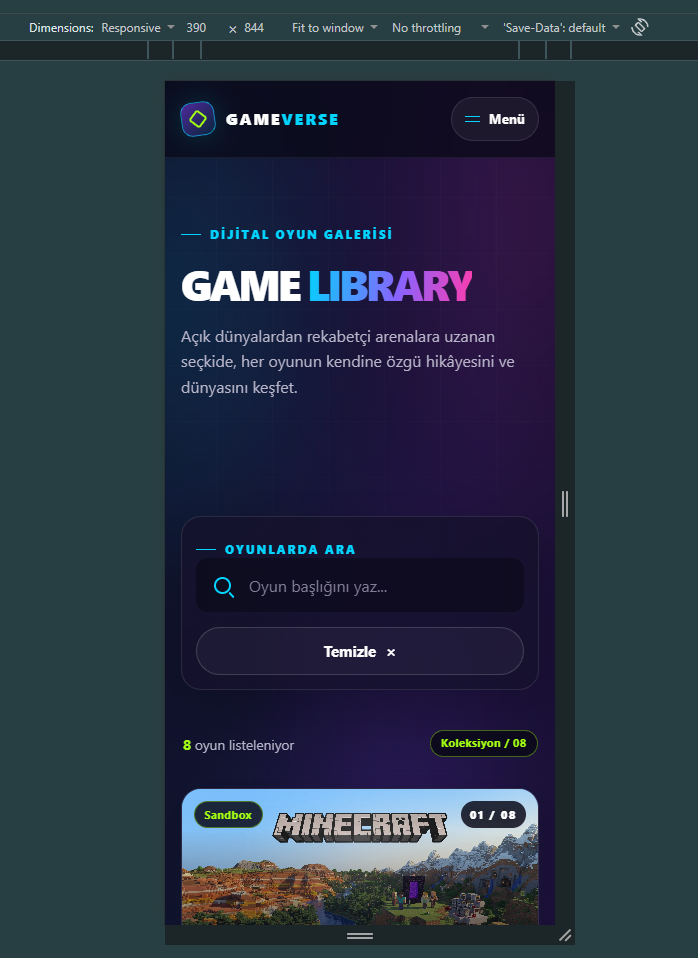 Dimensions: Responsive 390 × 844 Fit to window No throttling 'Save-Data': default
GAMEVERSE
Menü
DİJİTAL OYUN GALERİSİ
GAME LIBRARY
Açık dünyalardan rekabetçi arenalara uzanan
seçkide, her oyunun kendine özgü hikâyesini ve
dünyasını keşfet.
OYUNLARDA ARA
Oyun başlığını yaz...
Temizle ×
8 oyun listeleniyor
Koleksiyon / 08
Sandbox
MINECRAFT
01 / 08